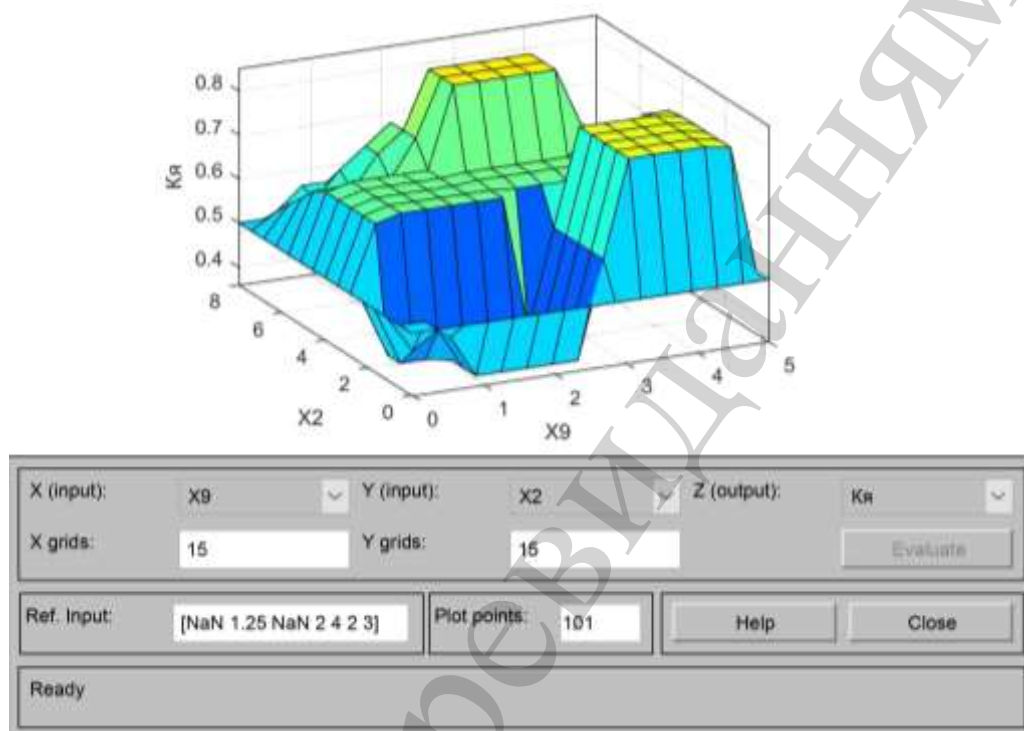 0.8
0.7
0.6
0.5
0.4
Кя
8
6
4
2
0
X2
0
1
2
3
4
5
X9
X (input):
X9
Y (input):
X2
Z (output):
Кя
X grids:
15
Y grids:
15
Evaluate
Ref. Input:
[NaN 1.25 NaN 2 4 2 3]
Plot points:
101
Help
Close
Ready